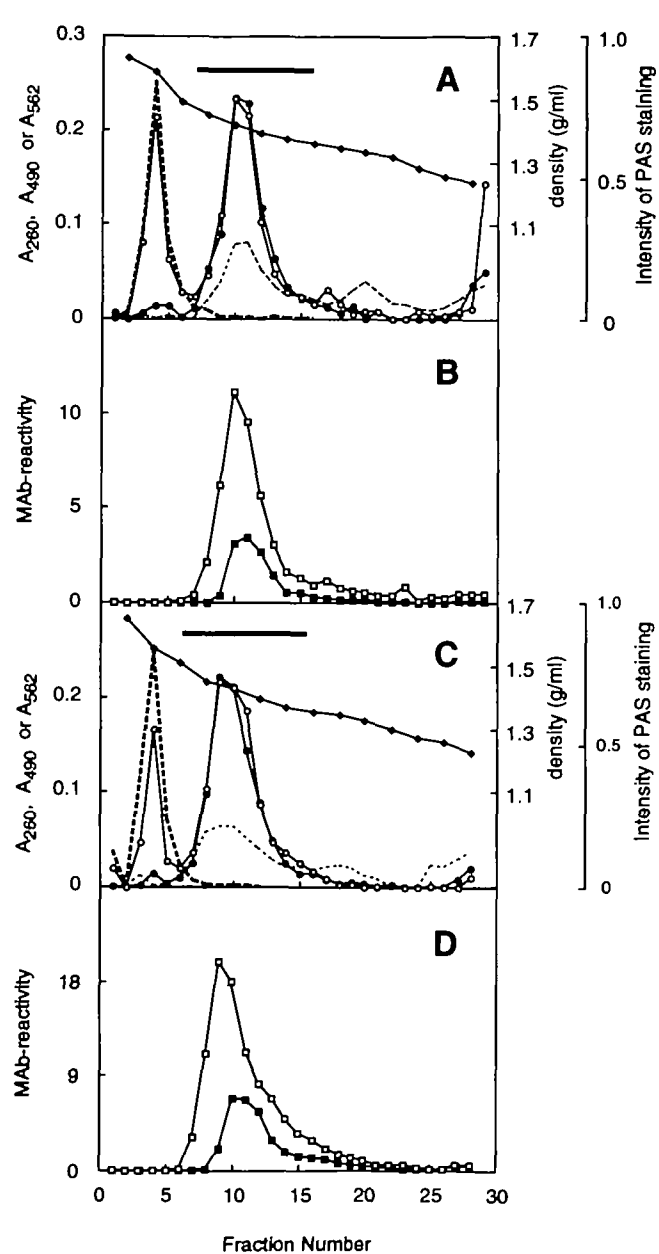 0.3
0.2
0.1
0
A260, A490 or A562
A
1.7
1.5
1.3
1.1
density (g/ml)
1.0
0.5
0
Intensity of PAS staining
B
10
5
0
MAb-reactivity
C
0.2
0.1
0
A260, A490 or A562
1.7
1.5
1.3
1.1
density (g/ml)
1.0
0.5
0
Intensity of PAS staining
D
18
9
0
MAb-reactivity
0 5 10 15 20 25 30
Fraction Number